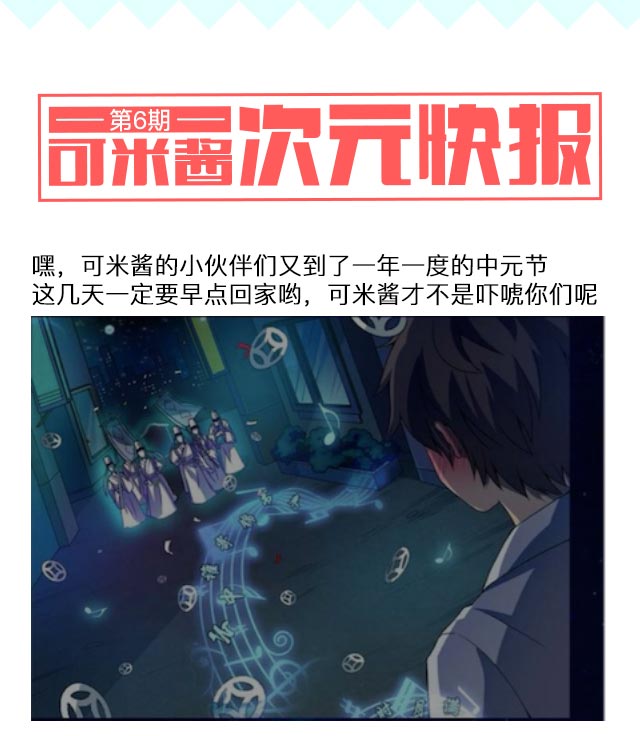 第6期
可米酱次元快报
嘿，可米酱的小伙伴们又到了一年一度的中元节
这几天一定要早点回家哟，可米酱才不是吓唬你们呢